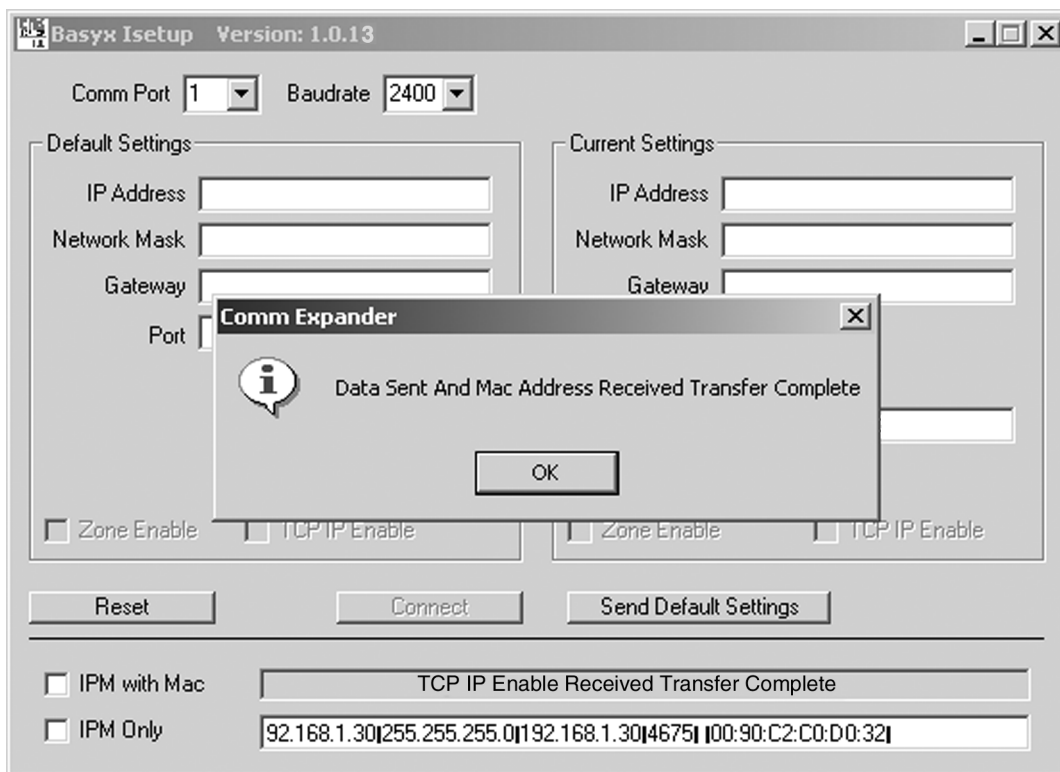 Basyx Isetup Version: 1.0.13
Comm Port 1 Baudrate 2400
Default Settings
IP Address
Network Mask
Gateway
Port
Current Settings
IP Address
Network Mask
Gateway
Comm Expander
Data Sent And Mac Address Received Transfer Complete
OK
Zone Enable TCP IP Enable
Zone Enable TCP IP Enable
Reset Connect Send Default Settings
IPM with Mac TCP IP Enable Received Transfer Complete
IPM Only 92.168.1.30|255.255.255.0|192.168.1.30|4675| |00:90:C2:C0:D0:32|